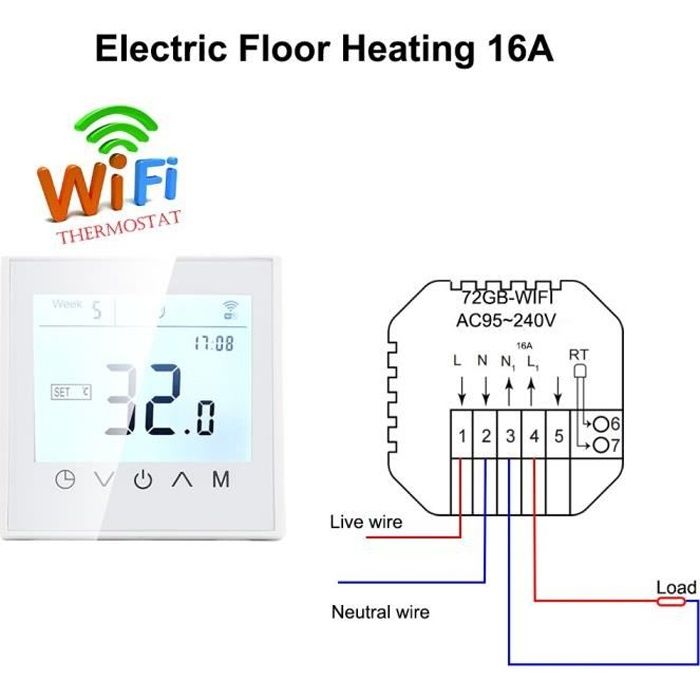 Electric Floor Heating 16A
WiFi
THERMOSTAT
Week 5
17:08
SET °C
32.0
M
72GB-WIFI
AC95~240V
16A
L N N1 L1 RT
1 2 3 4 5
6
7
Live wire
Neutral wire
Load